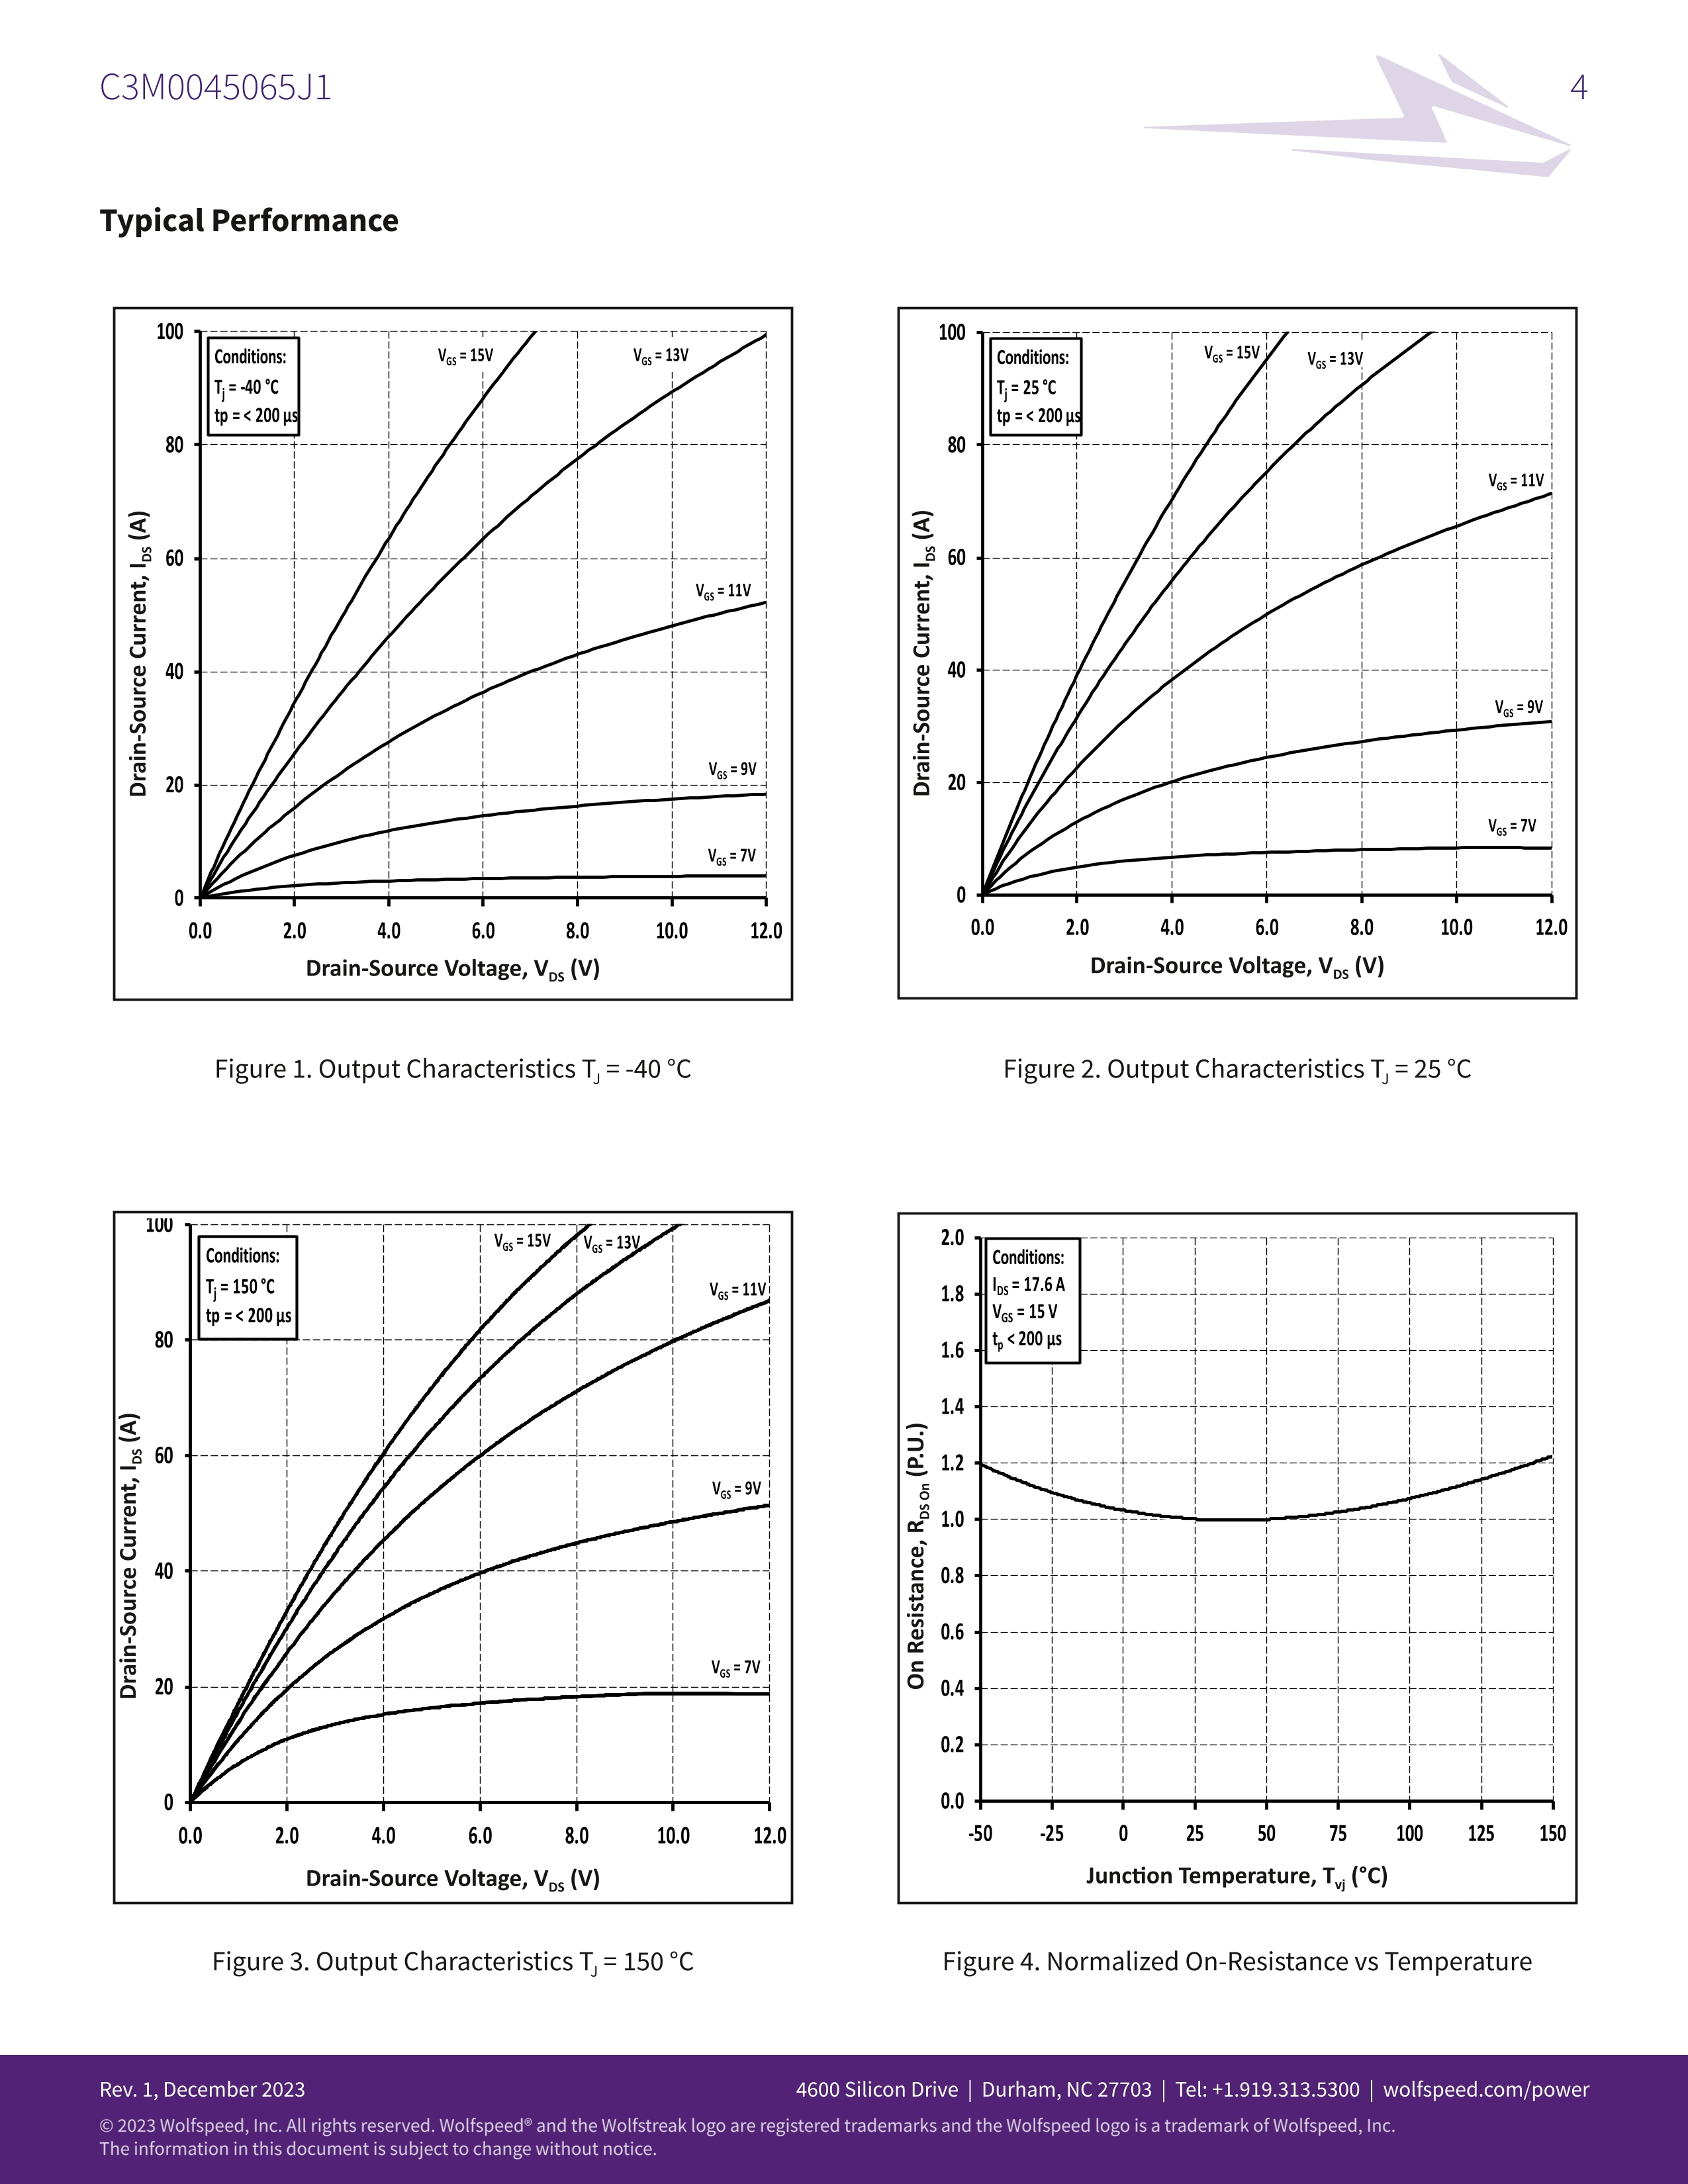 C3M0045065J1
4
Typical Performance
100
80
60
40
20
0
0.0 2.0 4.0 6.0 8.0 10.0 12.0
Conditions:
Tj = -40 °C
tp = < 200 µs
VGS = 15V
VGS = 13V
VGS = 11V
VGS = 9V
VGS = 7V
Drain-Source Current, IDS (A)
Drain-Source Voltage, VDS (V)
Figure 1. Output Characteristics TJ = -40 °C
100
80
60
40
20
0
0.0 2.0 4.0 6.0 8.0 10.0 12.0
Conditions:
Tj = 25 °C
tp = < 200 µs
VGS = 15V
VGS = 13V
VGS = 11V
VGS = 9V
VGS = 7V
Drain-Source Current, IDS (A)
Drain-Source Voltage, VDS (V)
Figure 2. Output Characteristics TJ = 25 °C
100
80
60
40
20
0
0.0 2.0 4.0 6.0 8.0 10.0 12.0
Conditions:
Tj = 150 °C
tp = < 200 µs
VGS = 15V
VGS = 13V
VGS = 11V
VGS = 9V
VGS = 7V
Drain-Source Current, IDS (A)
Drain-Source Voltage, VDS (V)
Figure 3. Output Characteristics TJ = 150 °C
2.0
1.8
1.6
1.4
1.2
1.0
0.8
0.6
0.4
0.2
0.0
-50 -25 0 25 50 75 100 125 150
Conditions:
IDS = 17.6 A
VGS = 15 V
tp < 200 µs
On Resistance, RDS On (P.U.)
Junction Temperature, Tvj (°C)
Figure 4. Normalized On-Resistance vs Temperature
Rev. 1, December 2023
4600 Silicon Drive | Durham, NC 27703 | Tel: +1.919.313.5300 | wolfspeed.com/power
© 2023 Wolfspeed, Inc. All rights reserved. Wolfspeed® and the Wolfstreak logo are registered trademarks and the Wolfspeed logo is a trademark of Wolfspeed, Inc.
The information in this document is subject to change without notice.